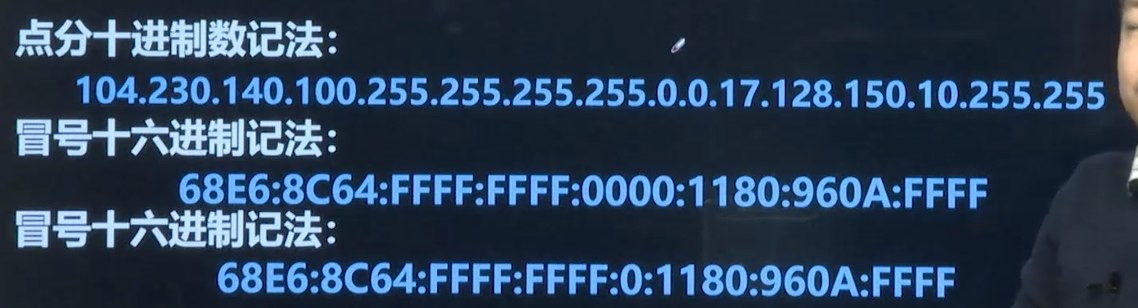 点分十进制数记法：
104.230.140.100.255.255.255.255.0.0.17.128.150.10.255.255
冒号十六进制记法：
68E6:8C64:FFFF:FFFF:0000:1180:960A:FFFF
冒号十六进制记法：
68E6:8C64:FFFF:FFFF:0:1180:960A:FFFF